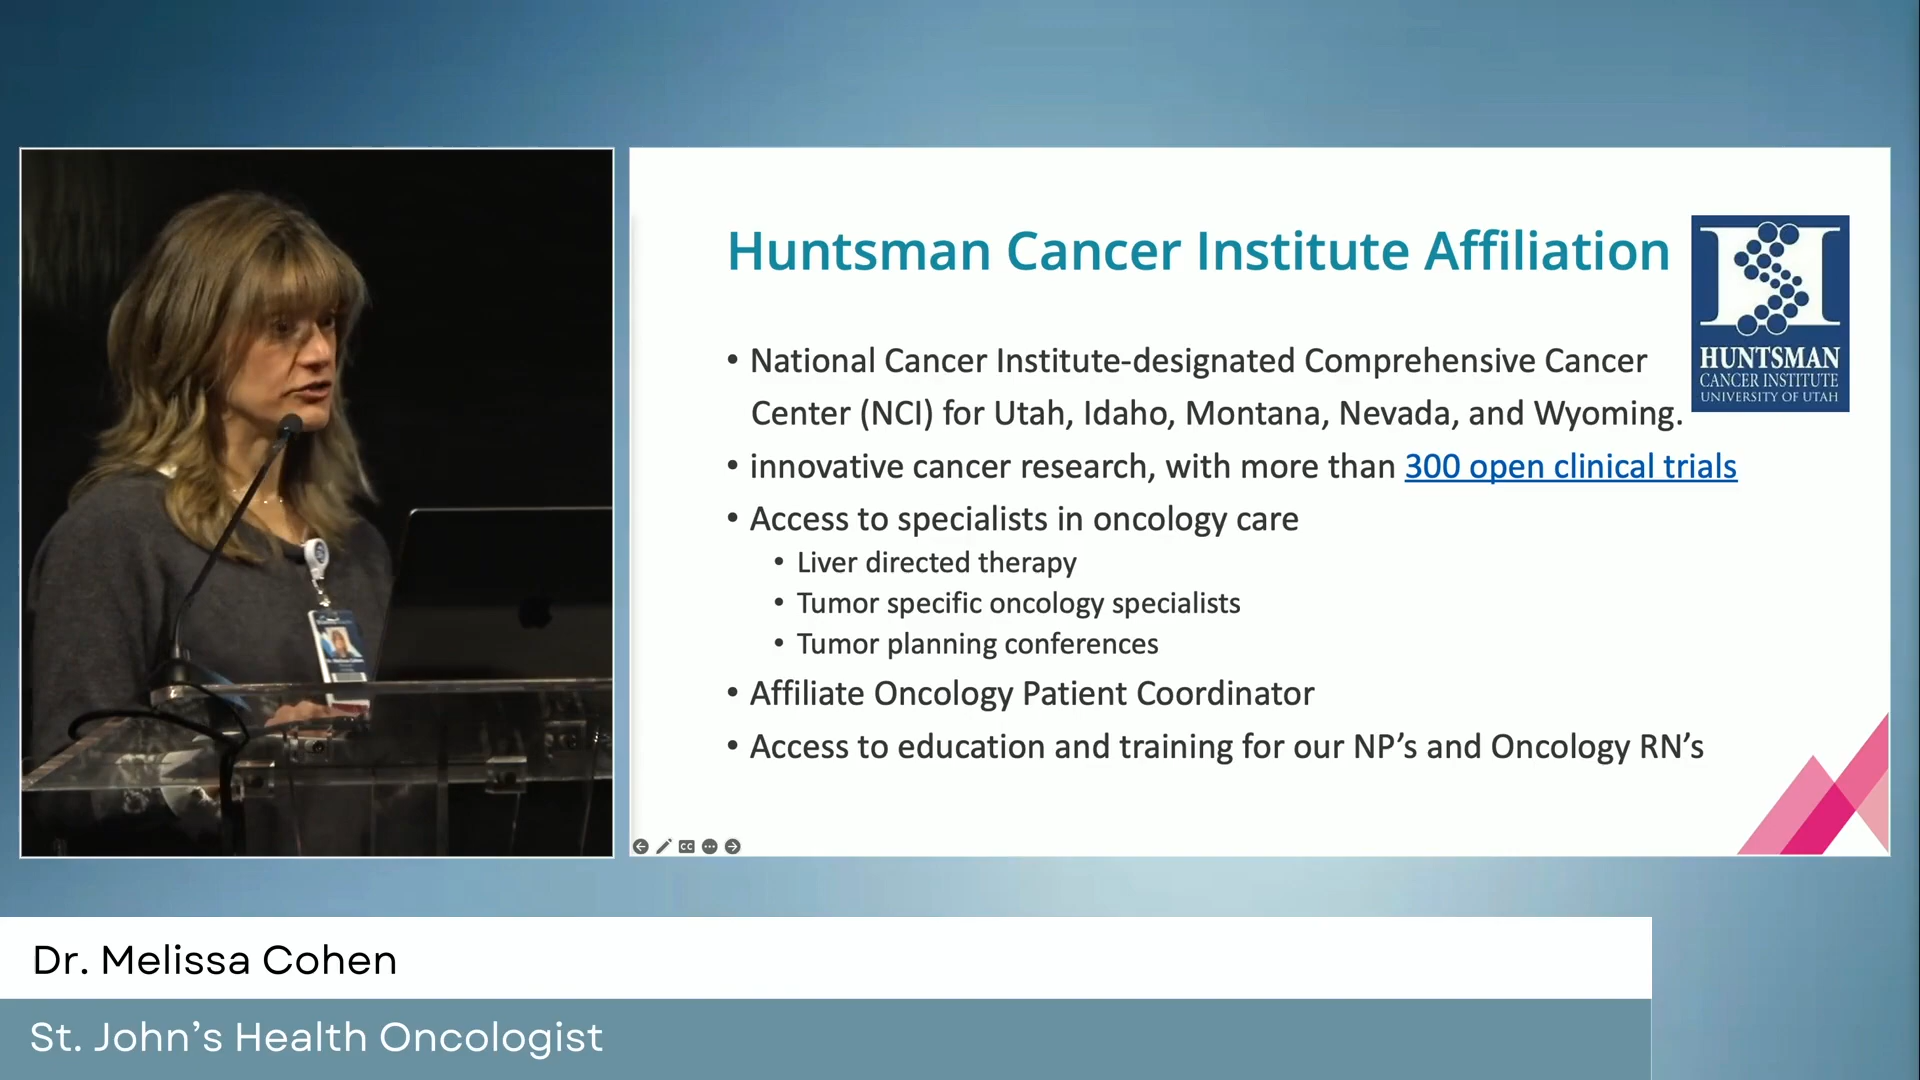 Huntsman Cancer Institute Affiliation
HUNTSMAN
CANCER INSTITUTE
UNIVERSITY OF UTAH
• National Cancer Institute-designated Comprehensive Cancer
Center (NCI) for Utah, Idaho, Montana, Nevada, and Wyoming.
• innovative cancer research, with more than 300 open clinical trials
• Access to specialists in oncology care
• Liver directed therapy
• Tumor specific oncology specialists
• Tumor planning conferences
• Affiliate Oncology Patient Coordinator
• Access to education and training for our NP’s and Oncology RN’s
CC
Dr. Melissa Cohen
St. John’s Health Oncologist